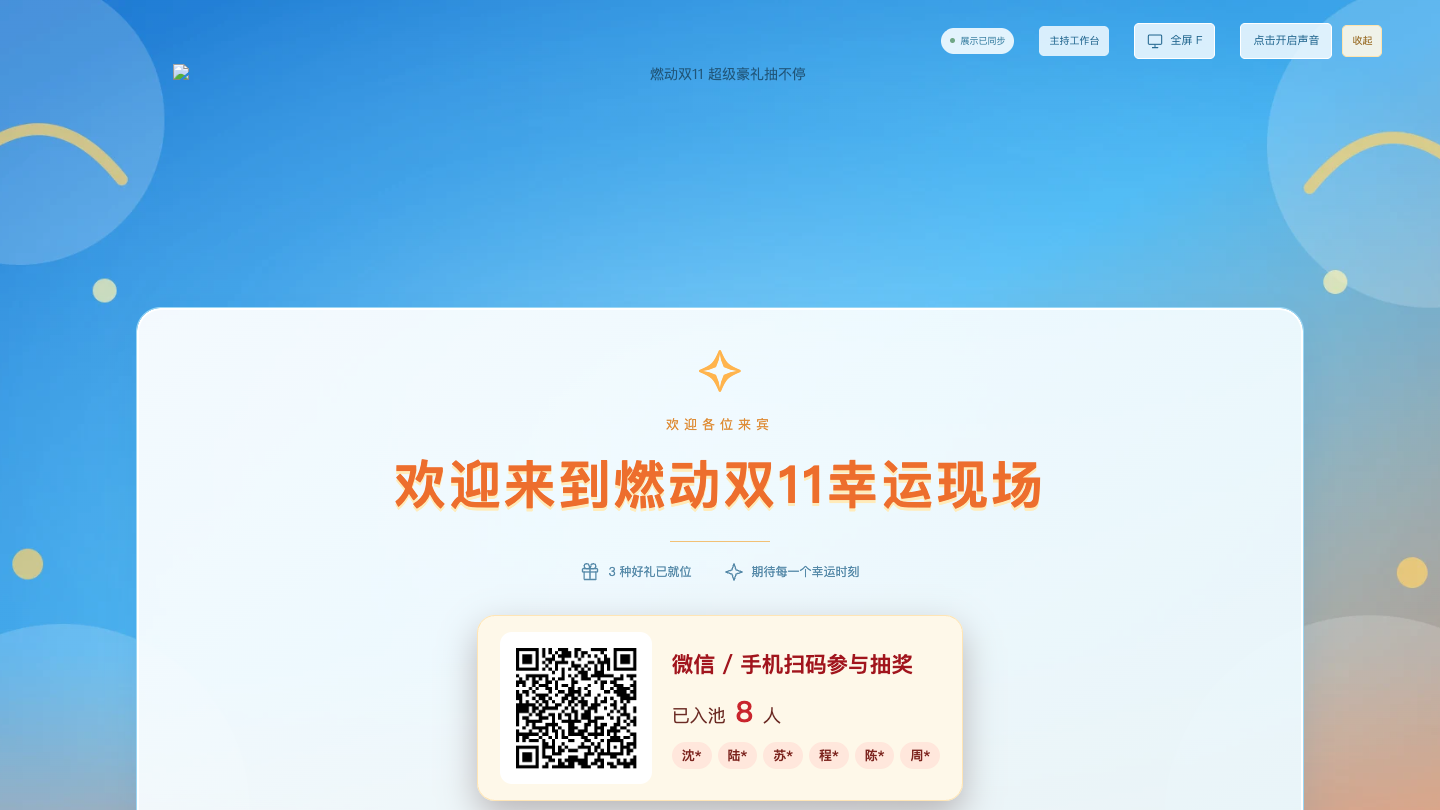 展示已同步
主持工作台
全屏 F
点击开启声音
收起
燃动双11 超级豪礼抽不停
欢迎各位来宾
欢迎来到燃动双11幸运现场
3 种好礼已就位
期待每一个幸运时刻
微信 / 手机扫码参与抽奖
已入池 8 人
沈* 陆* 苏* 程* 陈* 周*